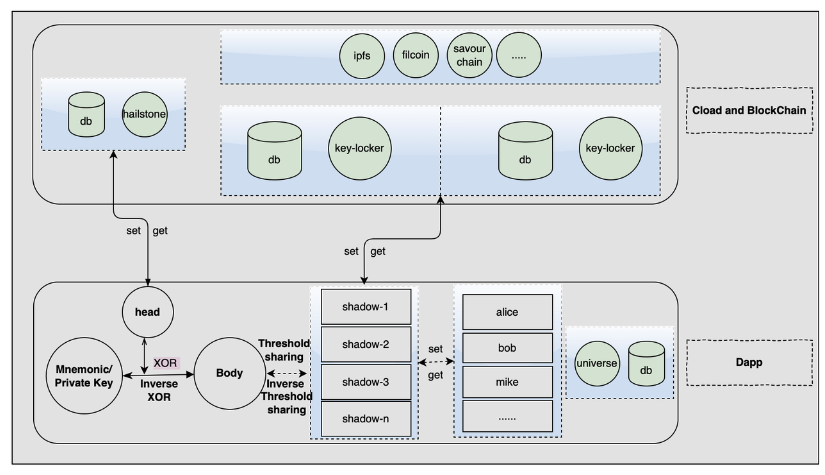 ipfs
filcoin
savour
chain
.....
db
hailstone
db
key-locker
db
key-locker
Cload and BlockChain
set
get
set
get
head
Mnemonic/
Private Key
XOR
Inverse
XOR
Body
Threshold
sharing
Inverse
Threshold
sharing
shadow-1
shadow-2
shadow-3
shadow-n
set
get
alice
bob
mike
......
universe
db
Dapp